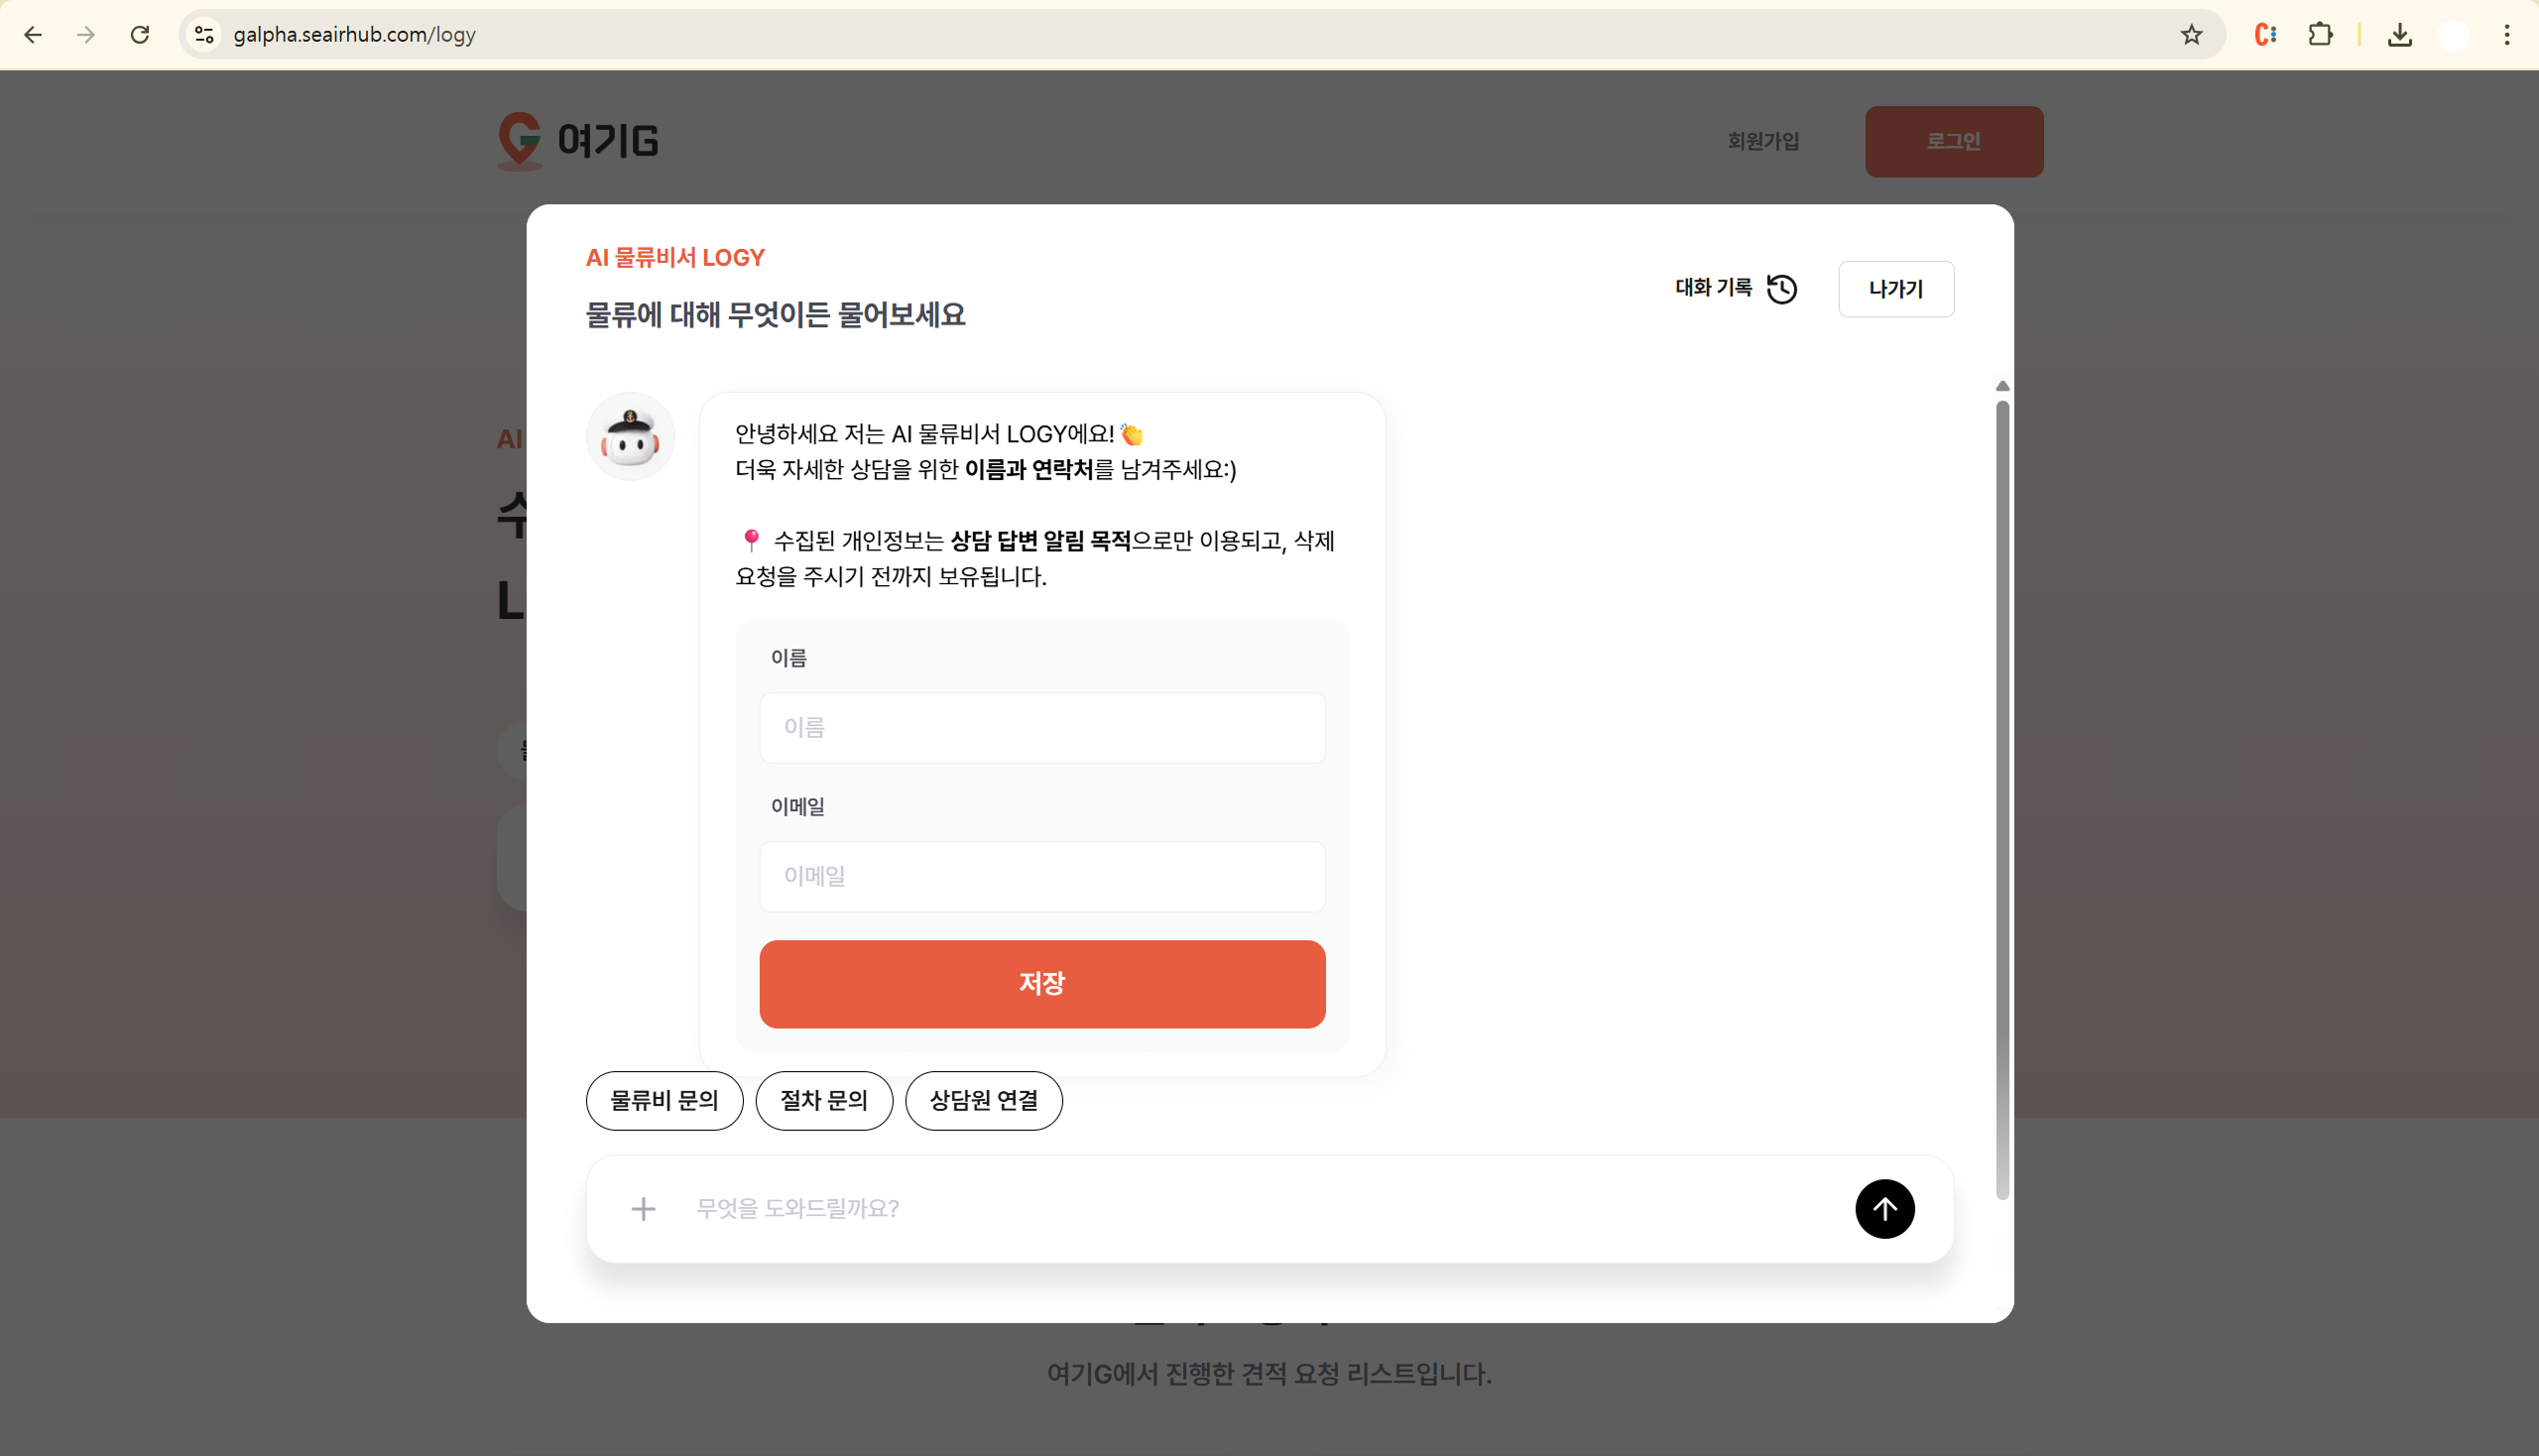 galpha.seairhub.com/logy
여기G
회원가입
로그인
AI 물류비서 LOGY
물류에 대해 무엇이든 물어보세요
대화 기록
나가기
AI
수
L
안녕하세요 저는 AI 물류비서 LOGY에요! 👏
더욱 자세한 상담을 위한 이름과 연락처를 남겨주세요:)
📍 수집된 개인정보는 상담 답변 알림 목적으로만 이용되고, 삭제
요청을 주시기 전까지 보유됩니다.
이름
이름
이메일
이메일
저장
물류비 문의
절차 문의
상담원 연결
무엇을 도와드릴까요?
여기G에서 진행한 견적 요청 리스트입니다.